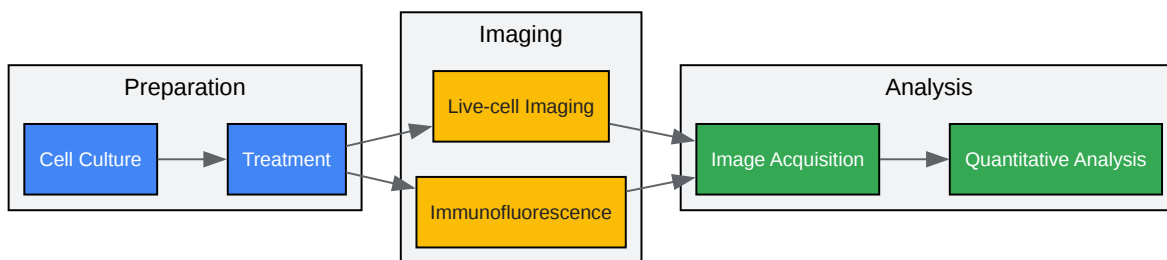 Preparation
Cell Culture
Treatment
Imaging
Live-cell Imaging
Immunofluorescence
Analysis
Image Acquisition
Quantitative Analysis